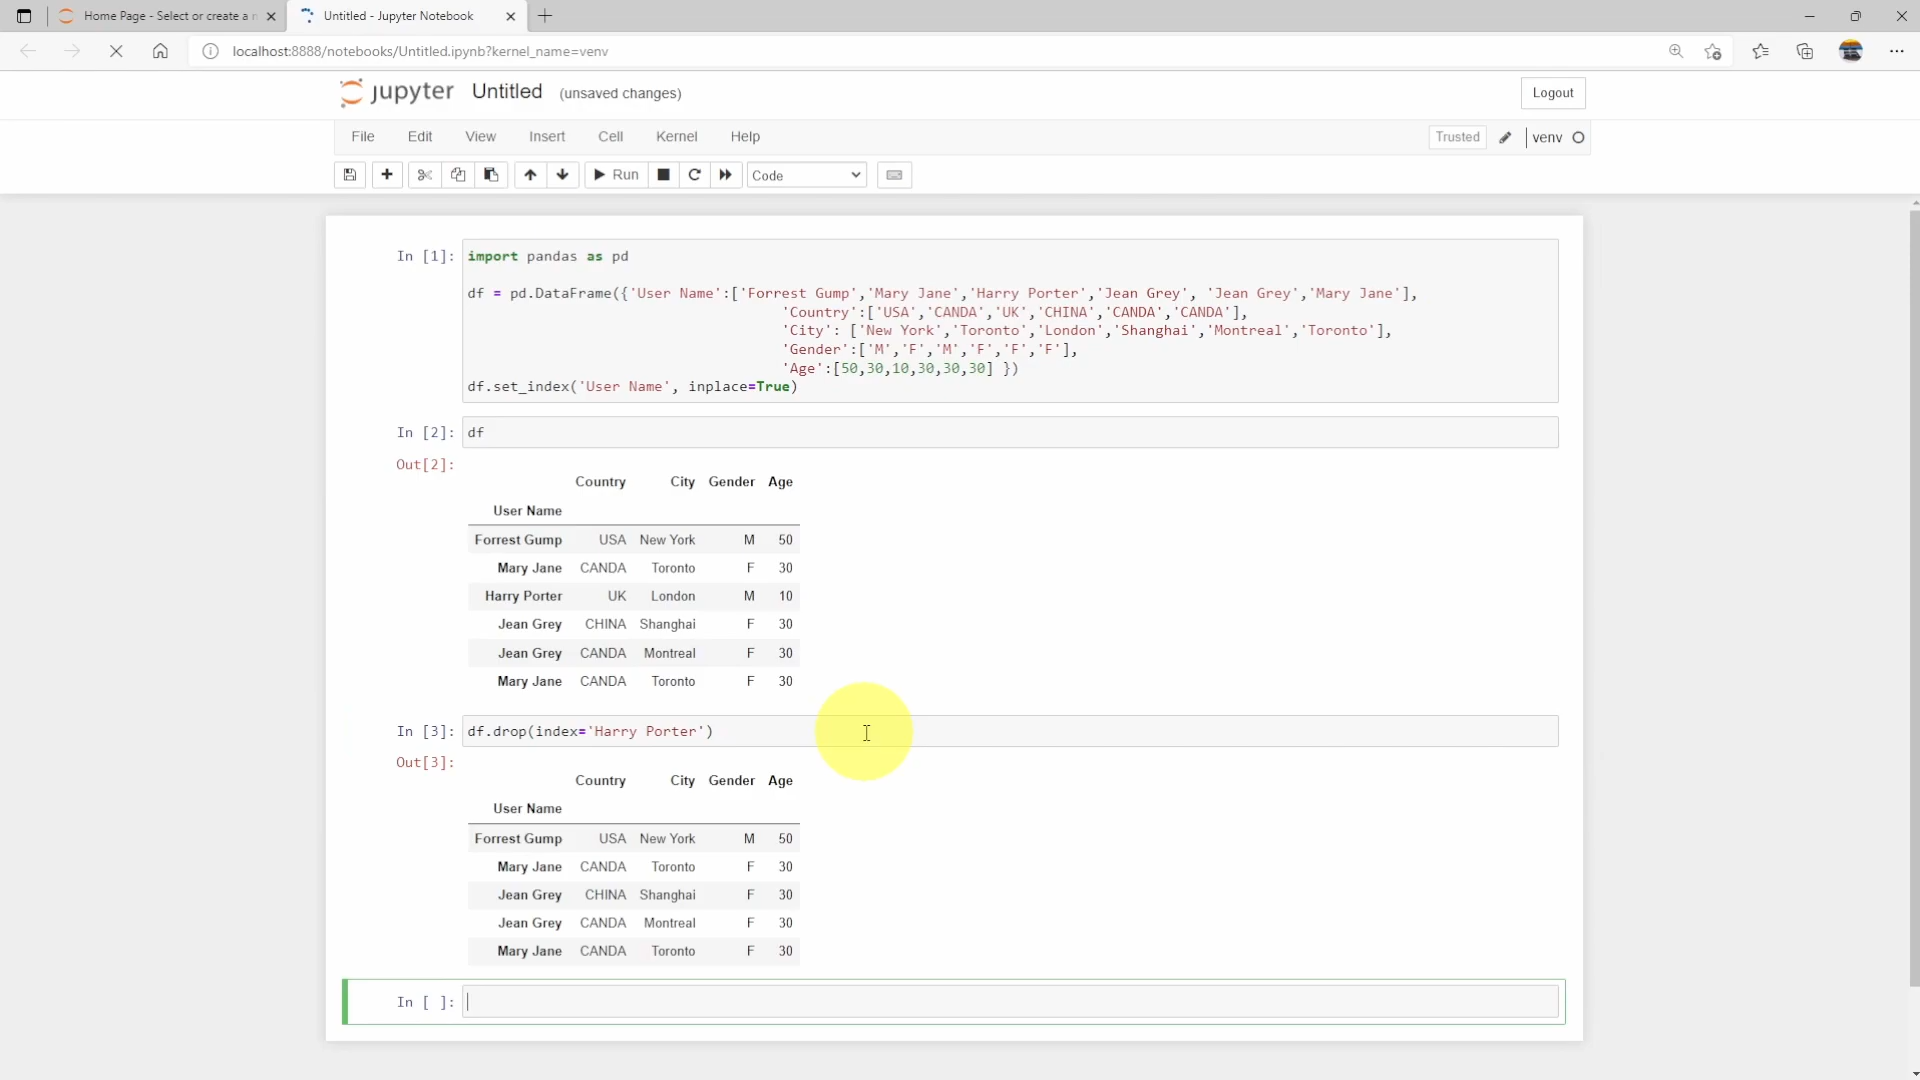 Home Page - Select or create a n
Untitled - Jupyter Notebook
localhost:8888/notebooks/Untitled.ipynb?kernel_name=venv
jupyter Untitled (unsaved changes)
Logout
File Edit View Insert Cell Kernel Help
Trusted venv
Run Code
In [1]: import pandas as pd
df = pd.DataFrame({'User Name':['Forrest Gump','Mary Jane','Harry Porter','Jean Grey', 'Jean Grey','Mary Jane'],
'Country':['USA','CANDA','UK','CHINA','CANDA','CANDA'],
'City': ['New York','Toronto','London','Shanghai','Montreal','Toronto'],
'Gender':['M','F','M','F','F','F'],
'Age':[50,30,10,30,30,30] })
df.set_index('User Name', inplace=True)
In [2]: df
Out[2]:
Country City Gender Age
User Name
Forrest Gump USA New York M 50
Mary Jane CANDA Toronto F 30
Harry Porter UK London M 10
Jean Grey CHINA Shanghai F 30
Jean Grey CANDA Montreal F 30
Mary Jane CANDA Toronto F 30
In [3]: df.drop(index='Harry Porter')
Out[3]:
Country City Gender Age
User Name
Forrest Gump USA New York M 50
Mary Jane CANDA Toronto F 30
Jean Grey CHINA Shanghai F 30
Jean Grey CANDA Montreal F 30
Mary Jane CANDA Toronto F 30
In [ ]: